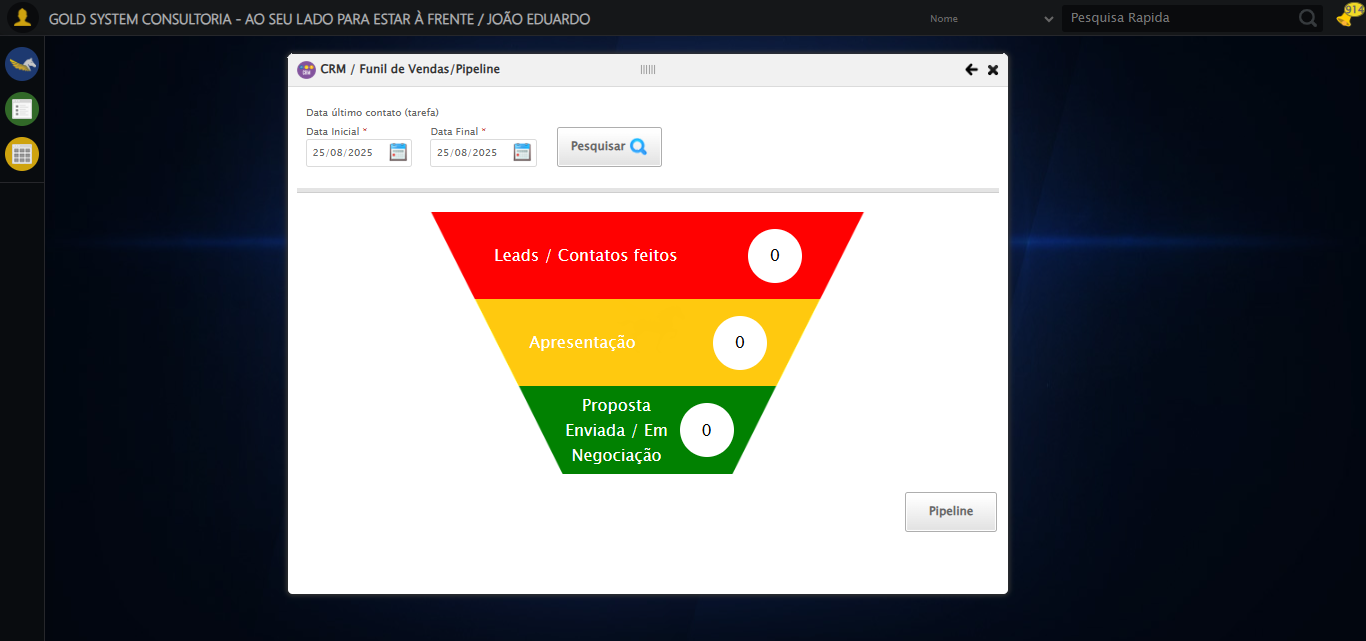 GOLD SYSTEM CONSULTORIA - AO SEU LADO PARA ESTAR À FRENTE / JOÃO EDUARDO
Nome
Pesquisa Rapida
914
CRM
CRM / Funil de Vendas/Pipeline
Data último contato (tarefa)
Data Inicial *
Data Final *
25/08/2025
25/08/2025
Pesquisar
Leads / Contatos feitos
0
Apresentação
0
Proposta
Enviada / Em
Negociação
0
Pipeline